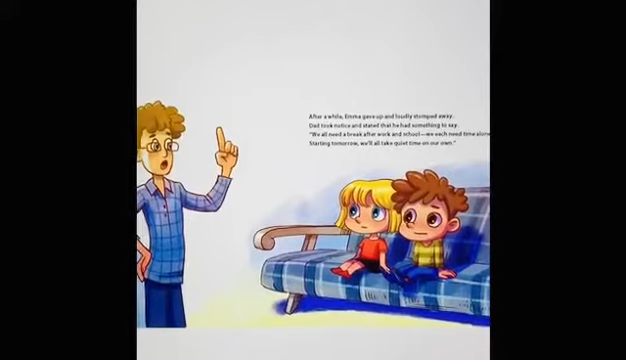 After a while, Emma gave up and loudly stomped away.
Dad took notice and stated that he had something to say.
"We all need a break after work and school—we each need time alone
Starting tomorrow, we'll all take quiet time on our own."